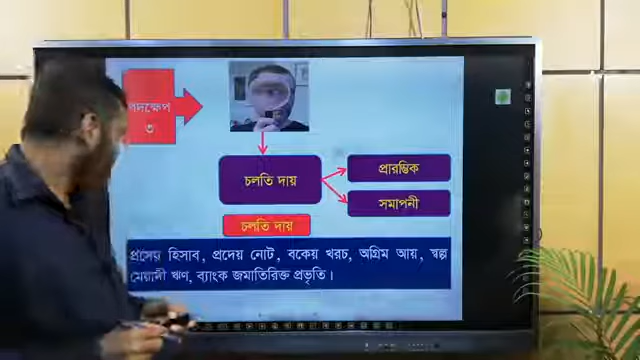 পদক্ষেপ
৩
চলতি দায়
প্রারম্ভিক
সমাপনী
চলতি দায়
প্রদেয় হিসাব, প্রদেয় নোট, বকেয় খরচ, অগ্রিম আয়, স্বল্প
মেয়াদী ঋণ, ব্যাংক জমাতিরিক্ত প্রভৃতি।